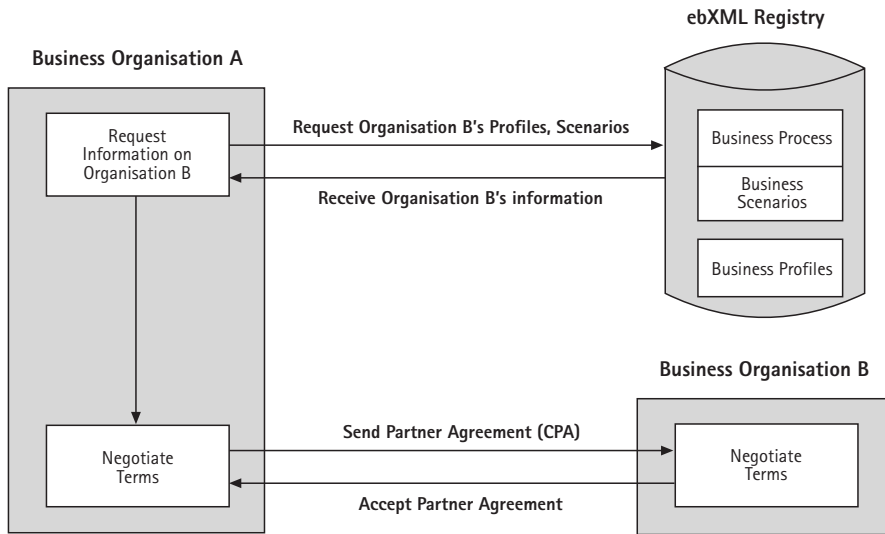 ebXML Registry
Business Organisation A
Request
Information on
Organisation B
Request Organisation B's Profiles, Scenarios
Receive Organisation B's information
Business Process
Business
Scenarios
Business Profiles
Business Organisation B
Negotiate
Terms
Send Partner Agreement (CPA)
Accept Partner Agreement
Negotiate
Terms